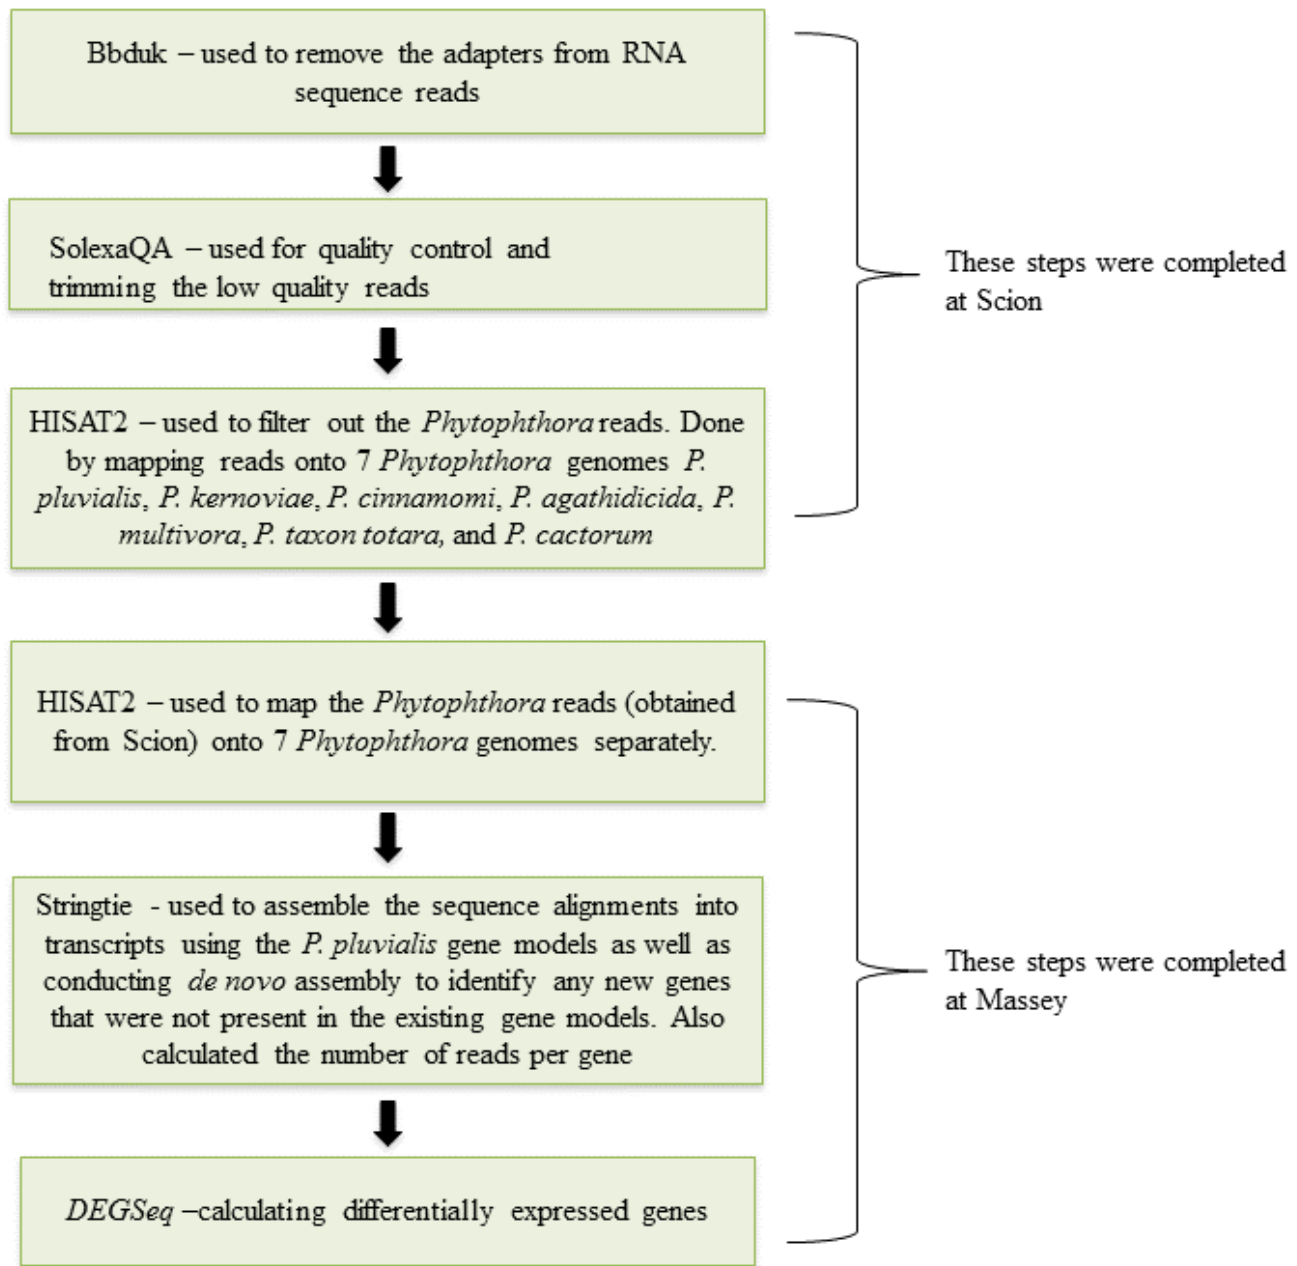 Bbduk – used to remove the adapters from RNA
sequence reads
SolexaQA – used for quality control and
trimming the low quality reads
These steps were completed
at Scion
HISAT2 – used to filter out the Phytophthora reads. Done
by mapping reads onto 7 Phytophthora genomes P.
pluvialis, P. kernoviae, P. cinnamomi, P. agathidicida, P.
multivora, P. taxon totara, and P. cactorum
HISAT2 – used to map the Phytophthora reads (obtained
from Scion) onto 7 Phytophthora genomes separately.
Stringtie - used to assemble the sequence alignments into
transcripts using the P. pluvialis gene models as well as
conducting de novo assembly to identify any new genes
that were not present in the existing gene models. Also
calculated the number of reads per gene
These steps were completed
at Massey
DEGSeq –calculating differentially expressed genes